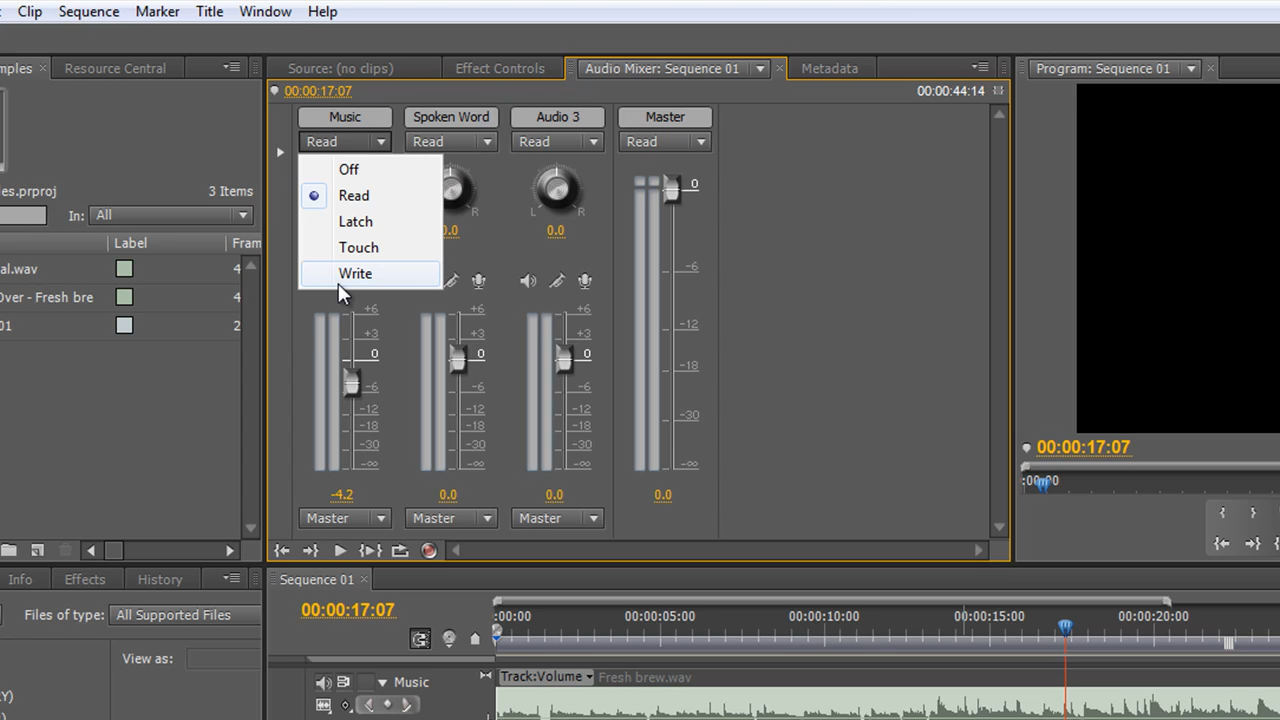 Clip Sequence Marker Title Window Help
mples Resource Central
Source: (no clips) Effect Controls Audio Mixer: Sequence 01 Metadata
Program: Sequence 01
00:00:17:07 00:00:44:14
Music Spoken Word Audio 3 Master
Read Read Read Read
Off
Read
Latch
Touch
Write
les.prproj
3 Items
In: All
Label Fram
al.wav 4
Over - Fresh bre 4
01 2
0.0 L R 0.0
R
0
-6
-12
-18
-30
-∞
+6 +6 +6
+3 +3 +3
0 0 0
-6 -6 -6
-12 -12 -12
-18 -18 -18
-30 -30 -30
-∞ -∞ -∞
-4.2 0.0 0.0 0.0
Master Master Master
00:00:17:07
:00:00
{ }
Info Effects History
Files of type: All Supported Files
View as:
Y)
Sequence 01
00:00:17:07
:00:00 00:00:05:00 00:00:10:00 00:00:15:00 00:00:20:00
Music
Track:Volume Fresh brew.wav